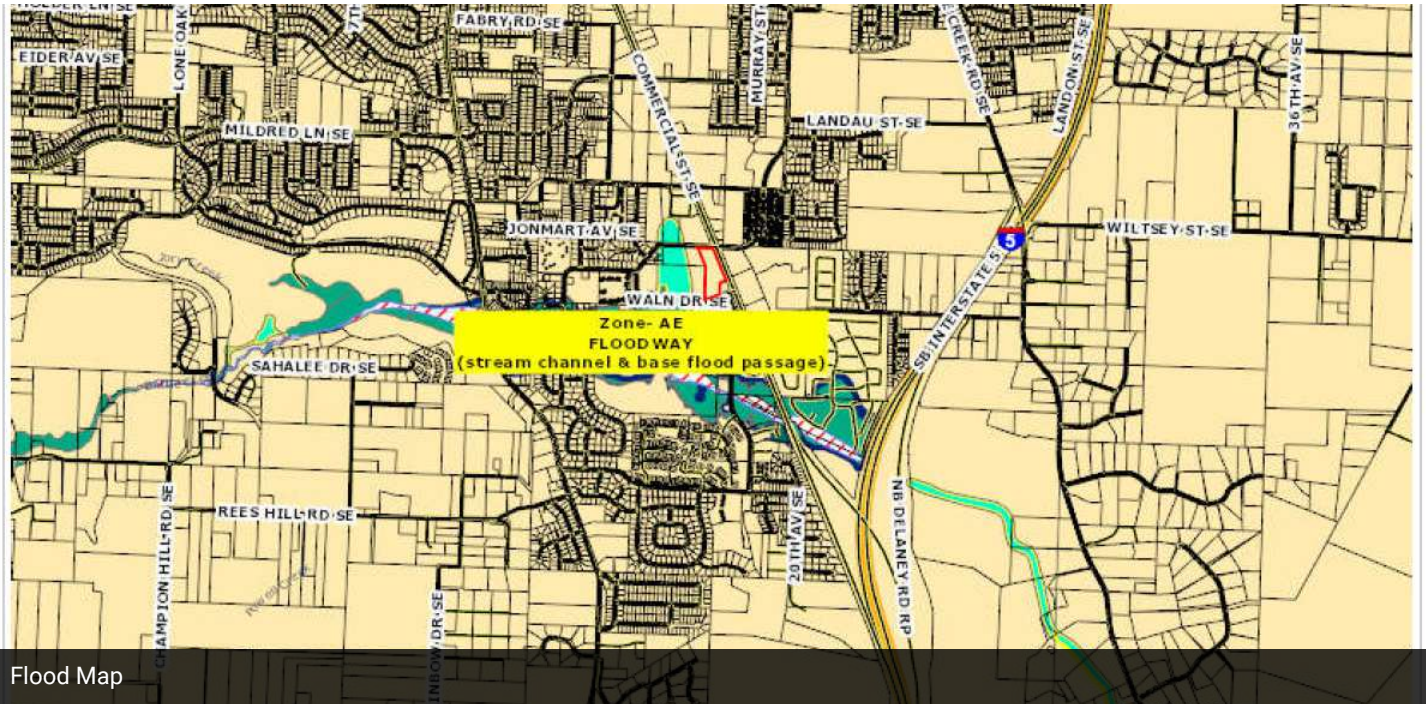 FABRY RD SE
EIDER AV SE
LONE OAK
7TH
COMMERCIAL ST SE
MURRAY ST
LANDON ST SE
36TH AV SE
MILDRED LN SE
LANDAU ST SE
JONMART AV SE
5
WILTSEY ST SE
WALN DR SE
SB INTERSTATE 5
Zone- AE
FLOODWAY
(stream channel & base flood passage)
SAHALEE DR SE
REES HILL RD SE
CHAMPION HILL RD SE
20TH AV SE
NB DELANEY RD RP
INBOW DR SE
Flood Map